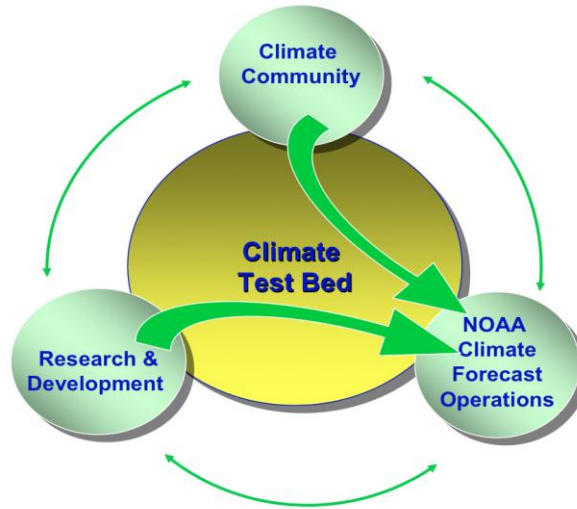 Climate
Community
Climate
Test Bed
Research &
Development
NOAA
Climate
Forecast
Operations